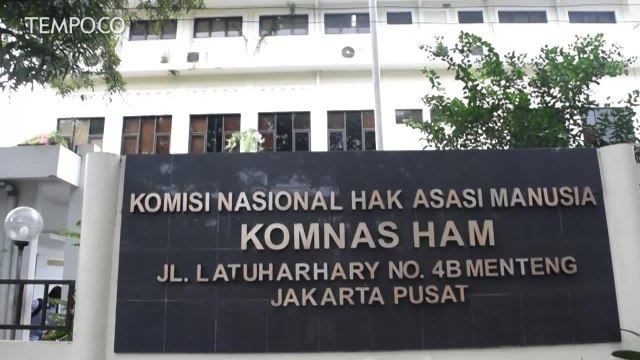 TEMPO.CO
KOMISI NASIONAL HAK ASASI MANUSIA
KOMNAS HAM
JL. LATUHARHARY NO. 4B MENTENG
JAKARTA PUSAT